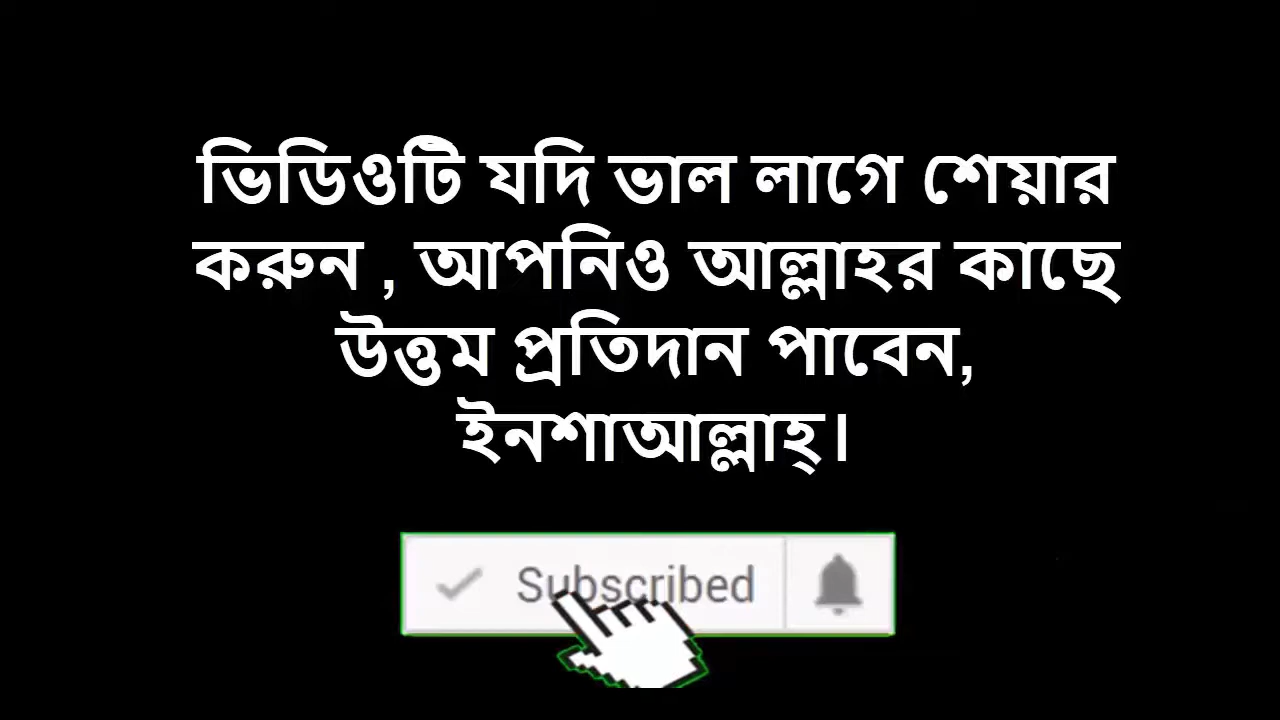 ভিডিওটি যদি ভাল লাগে শেয়ার
করুন , আপনিও আল্লাহর কাছে
উত্তম প্রতিদান পাবেন,
ইনশাআল্লাহ্।
Subscribed